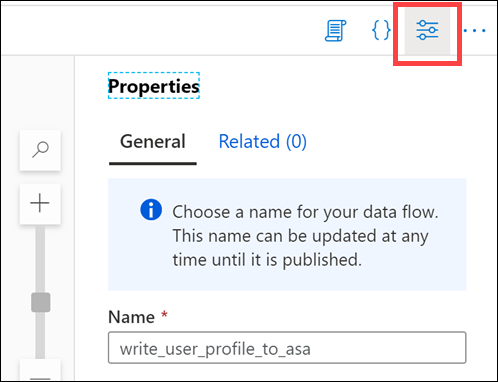 {}
Properties
General Related (0)
Choose a name for your data flow.
This name can be updated at any
time until it is published.
Name *
write_user_profile_to_asa